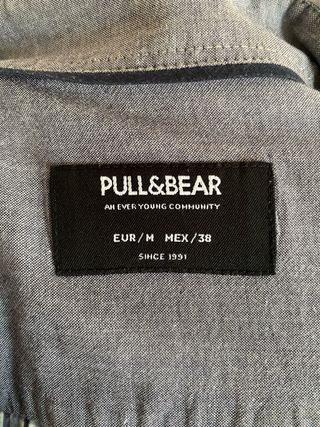 PULL&BEAR
AN EVER YOUNG COMMUNITY
EUR/M MEX/38
SINCE 1991